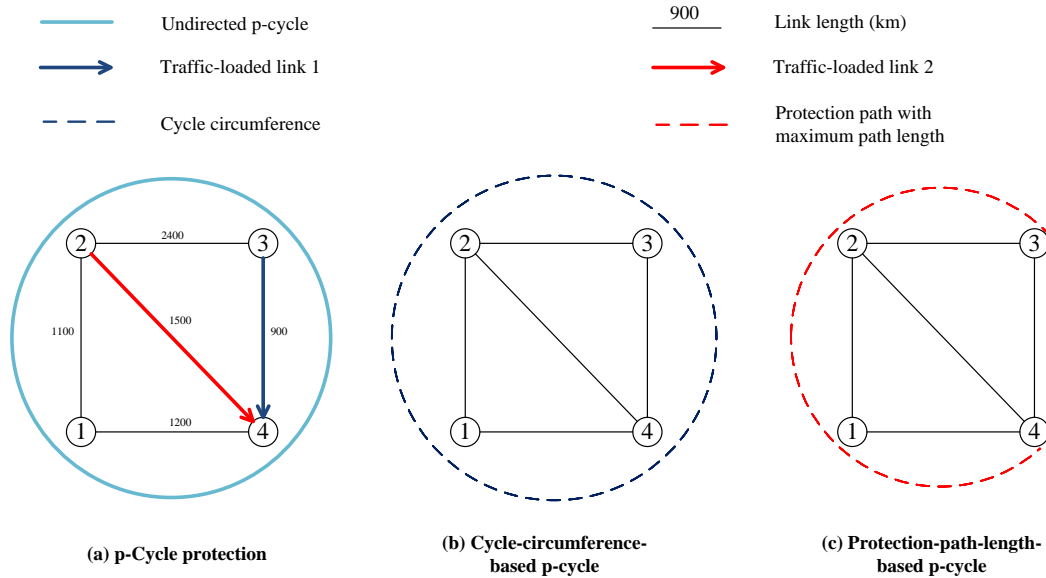 Undirected p-cycle
900
Link length (km)
Traffic-loaded link 1
Traffic-loaded link 2
Cycle circumference
Protection path with
maximum path length
2 2400 3
1100 1500 900
1 1200 4
2 3
1 4
2 3
1 4
(a) p-Cycle protection
(b) Cycle-circumference-
based p-cycle
(c) Protection-path-length-
based p-cycle